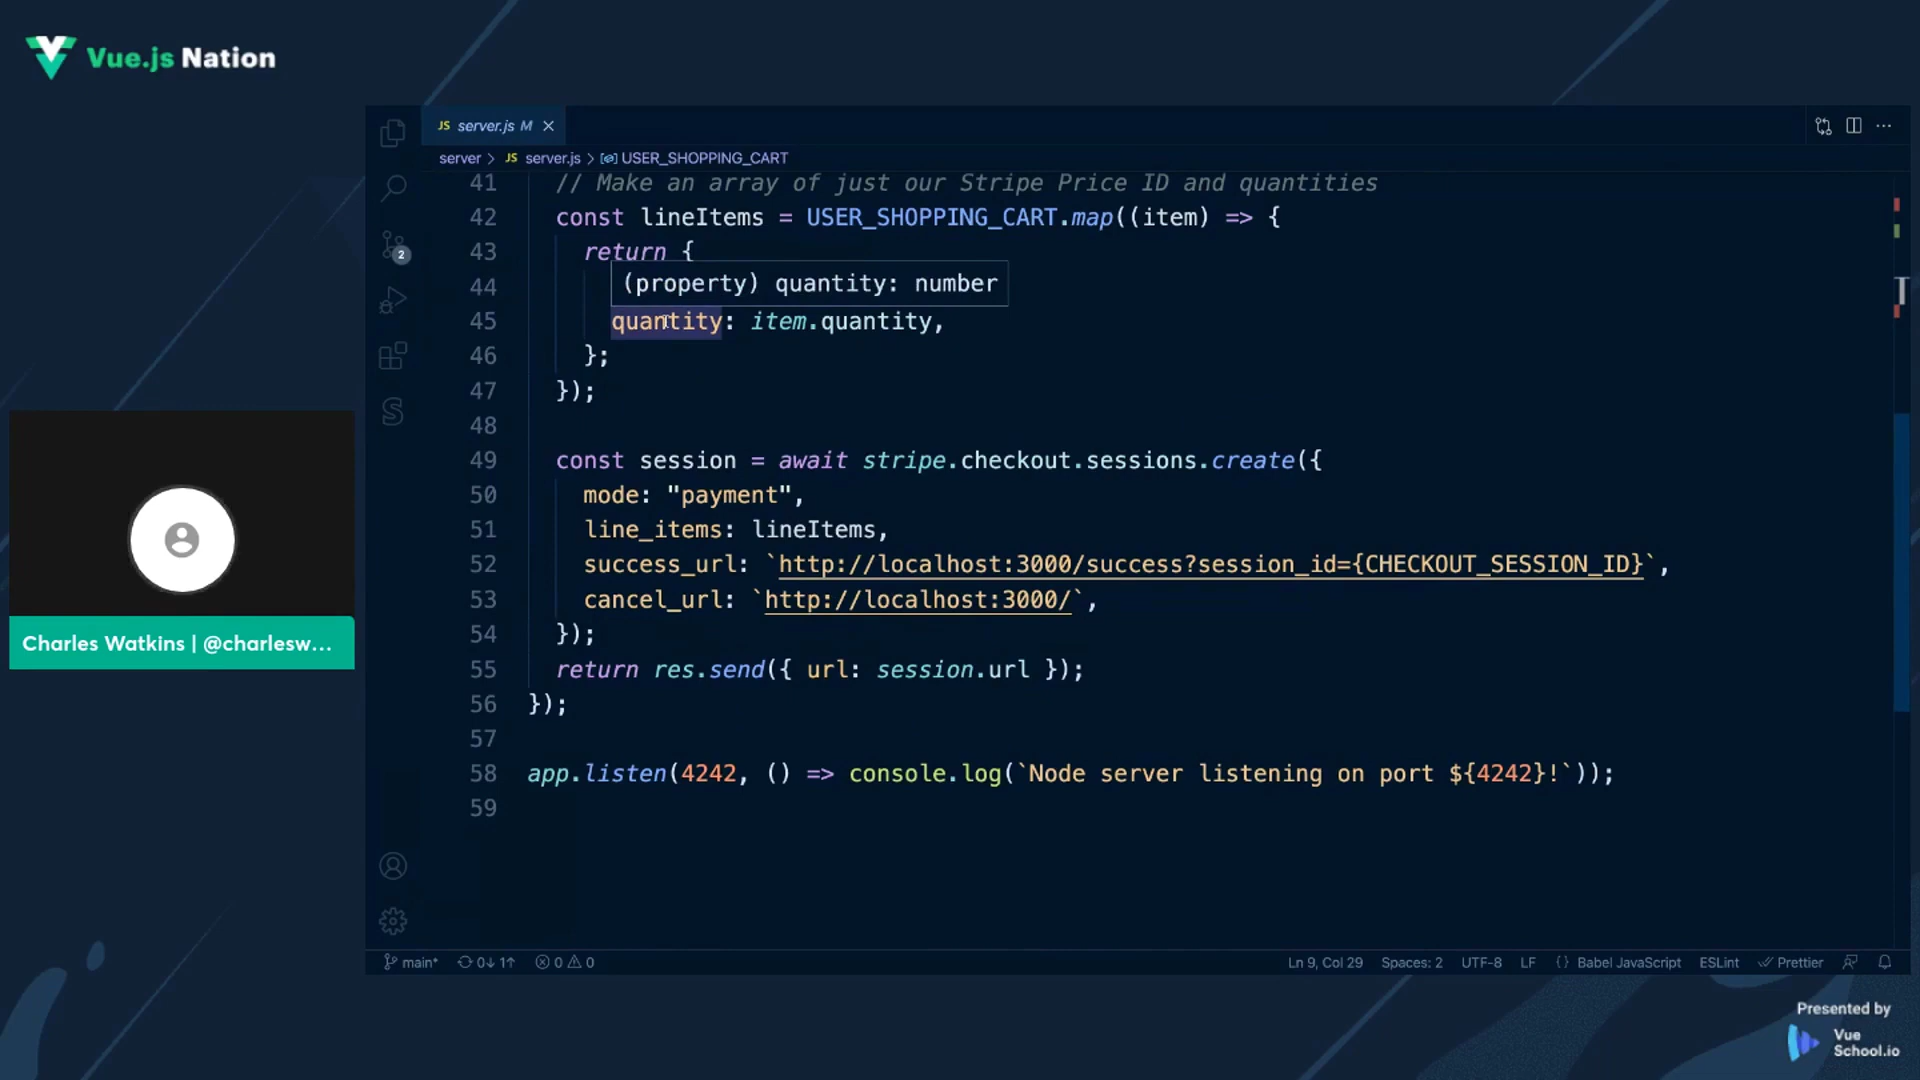 Vue.js Nation
JS server.js M
server > JS server.js > USER_SHOPPING_CART
41 // Make an array of just our Stripe Price ID and quantities
42 const lineItems = USER_SHOPPING_CART.map((item) => {
43 return {
(property) quantity: number
44
45 quantity: item.quantity,
46 };
47 });
48
49 const session = await stripe.checkout.sessions.create({
50 mode: "payment",
51 line_items: lineItems,
52 success_url: `http://localhost:3000/success?session_id={CHECKOUT_SESSION_ID}`,
53 cancel_url: `http://localhost:3000/`,
54 });
55 return res.send({ url: session.url });
56 });
57
58 app.listen(4242, () => console.log(`Node server listening on port ${4242}!`));
59
2
Charles Watkins | @charlesw...
main* 0↓ 1↑ 0 0
Ln 9, Col 29 Spaces: 2 UTF-8 LF {} Babel JavaScript ESLint Prettier
Presented by
Vue
School.io